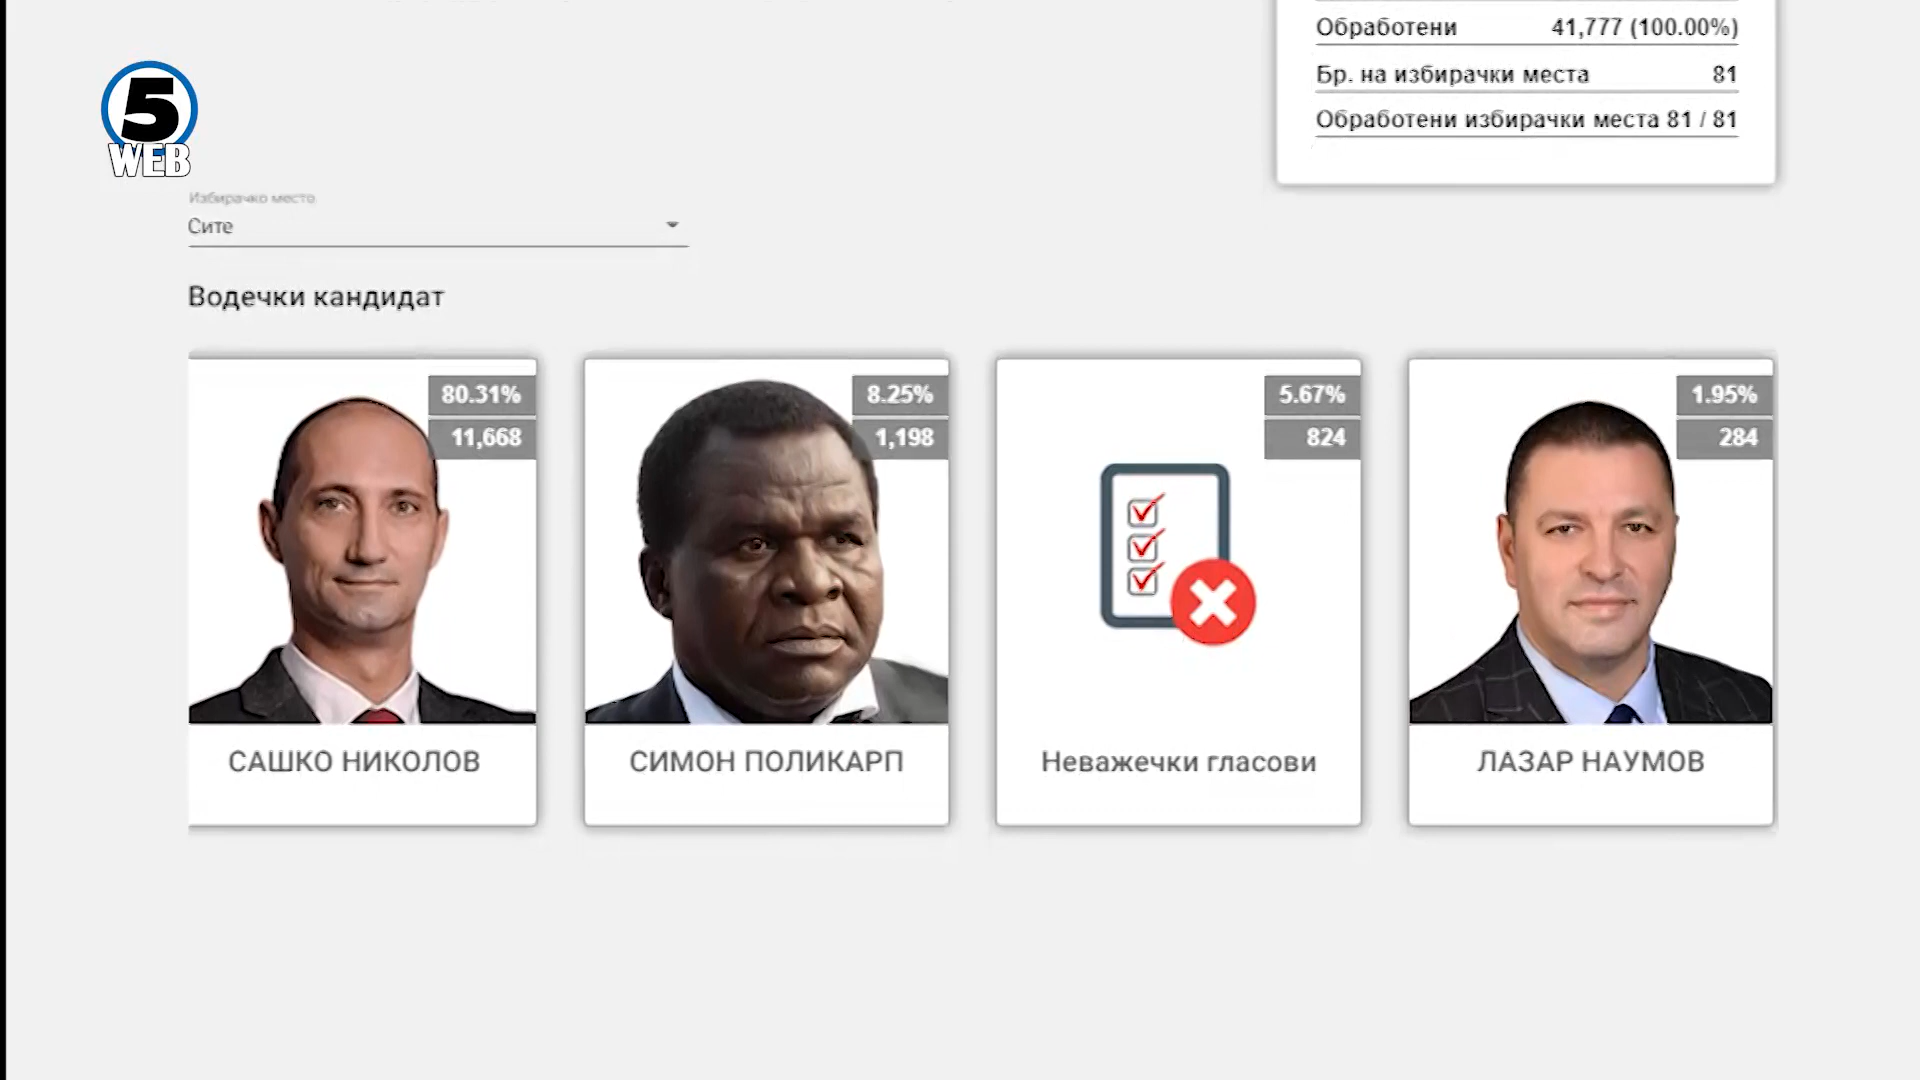 Обработени 41,777 (100.00%)
Бр. на избирачки места 81
Обработени избирачки места 81 / 81
5
WEB
Избирачко место
Сите
Водечки кандидат
80.31%
11,668
САШКО НИКОЛОВ
8.25%
1,198
СИМОН ПОЛИКАРП
5.67%
824
Неважечки гласови
1.95%
284
ЛАЗАР НАУМОВ